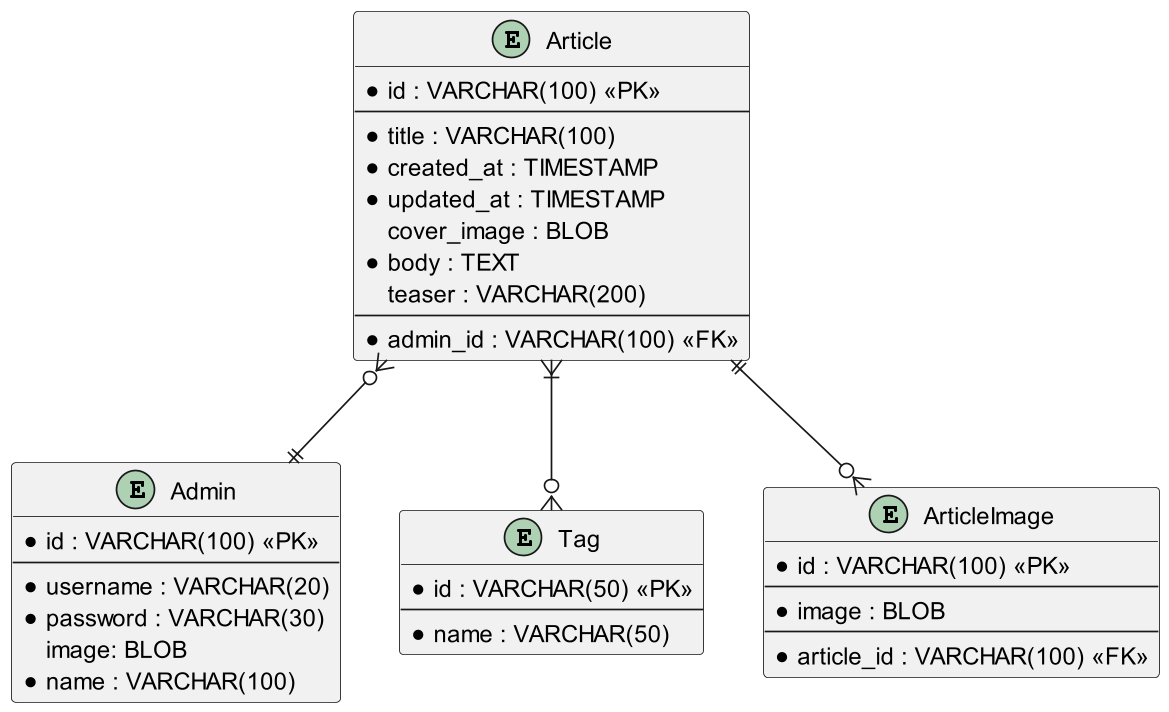 E Article
* id : VARCHAR(100) «PK»
* title : VARCHAR(100)
* created_at : TIMESTAMP
* updated_at : TIMESTAMP
cover_image : BLOB
* body : TEXT
teaser : VARCHAR(200)
* admin_id : VARCHAR(100) «FK»
E Admin
* id : VARCHAR(100) «PK»
* username : VARCHAR(20)
* password : VARCHAR(30)
image: BLOB
* name : VARCHAR(100)
E Tag
* id : VARCHAR(50) «PK»
* name : VARCHAR(50)
E ArticleImage
* id : VARCHAR(100) «PK»
* image : BLOB
* article_id : VARCHAR(100) «FK»